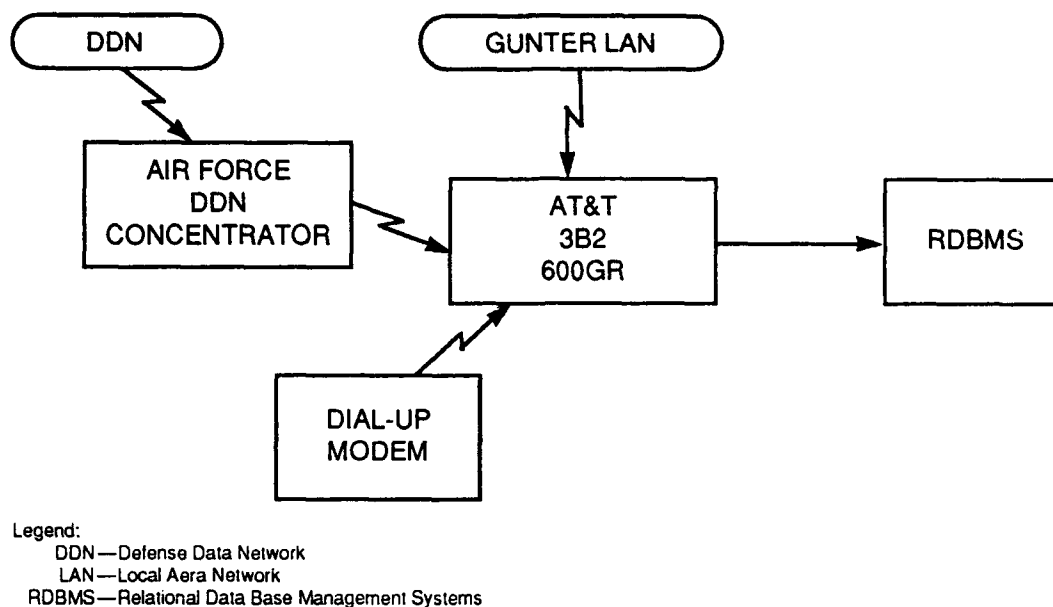 DDN
GUNTER LAN
AIR FORCE
DDN
CONCENTRATOR
AT&T
3B2
600GR
RDBMS
DIAL-UP
MODEM
Legend:
DDN—Defense Data Network
LAN—Local Aera Network
RDBMS—Relational Data Base Management Systems